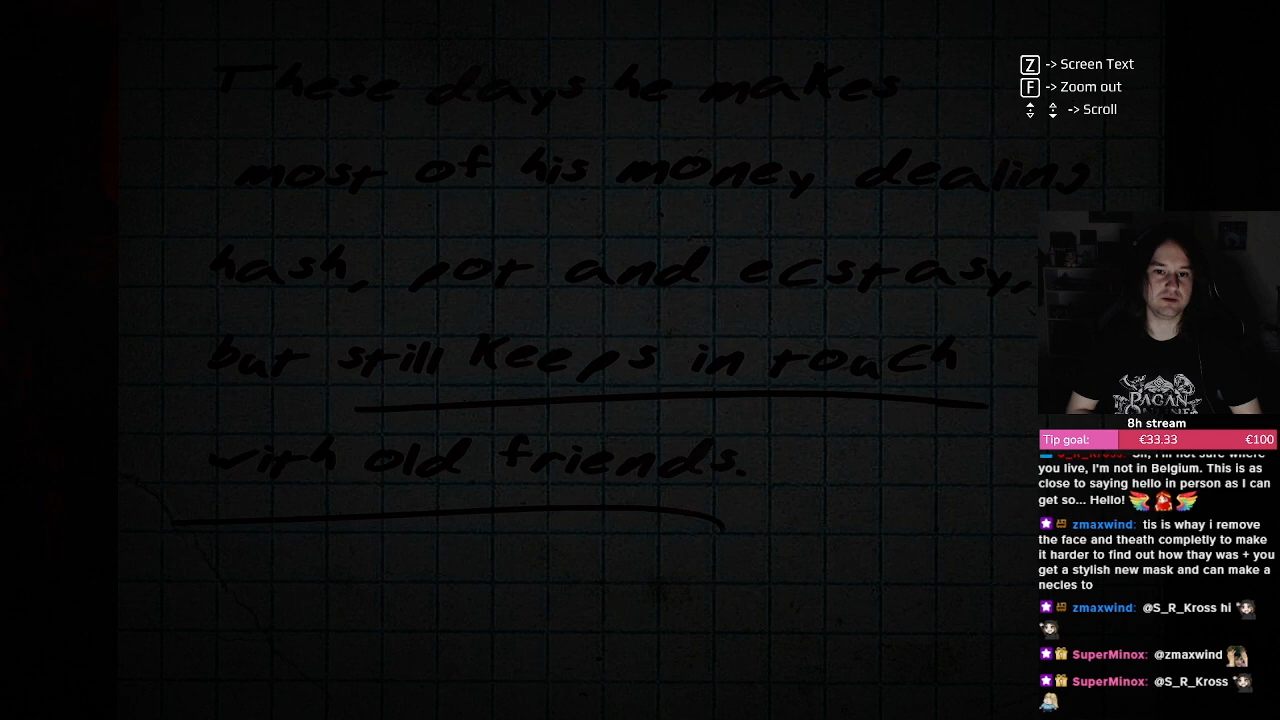 These days he makes
most of his money dealing
hash, pot and ecstasy,
but still keeps in touch
with old friends.
Z -> Screen Text
F -> Zoom out
-> Scroll
PAGAN
8h stream
Tip goal: €33.33 €100
you live, I'm not in Belgium. This is as
close to saying hello in person as I can
get so... Hello!
zmaxwind: tis is whay i remove
the face and theath completly to make
it harder to find out how thay was + you
get a stylish new mask and can make a
necles to
zmaxwind: @S_R_Kross hi
SuperMinox: @zmaxwind
SuperMinox: @S_R_Kross